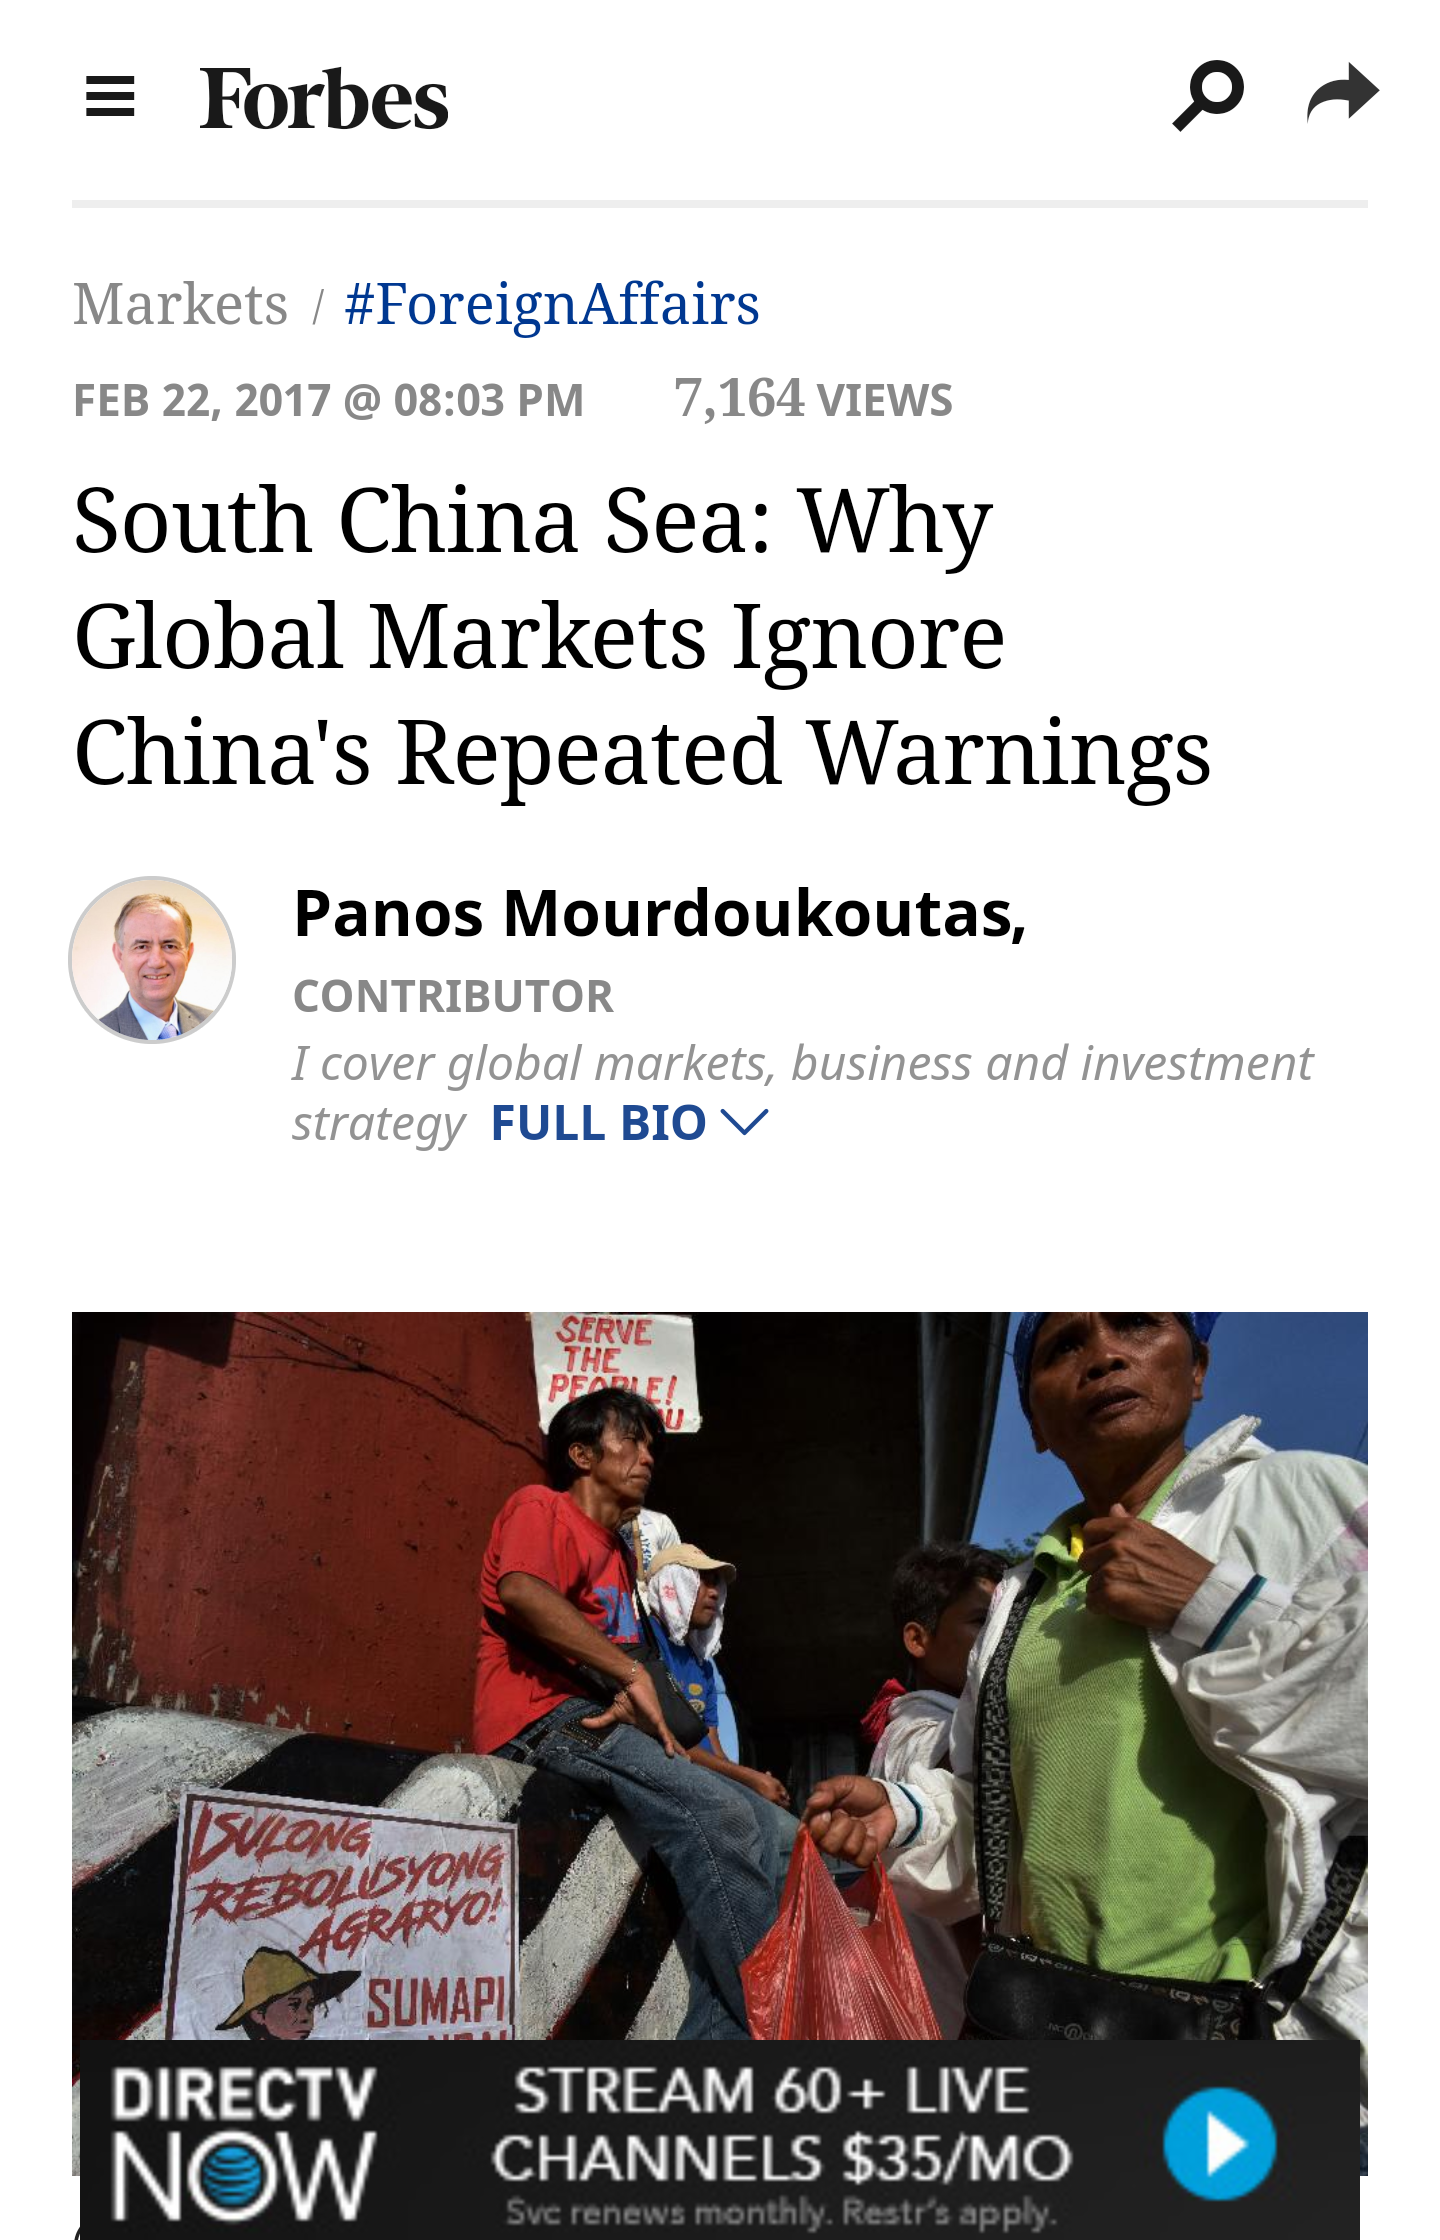 Forbes
Markets / #ForeignAffairs
FEB 22, 2017 @ 08:03 PM 7,164 VIEWS
South China Sea: Why
Global Markets Ignore
China's Repeated Warnings
Panos Mourdoukoutas,
CONTRIBUTOR
I cover global markets, business and investment
strategy FULL BIO
SERVE
THE
PEOPLE!
ISULONG
REBOLUSYONG
AGRARYO!
SUMAPI
DIRECTV
NOW
STREAM 60+ LIVE
CHANNELS $35/MO
Svc renews monthly. Restr's apply.